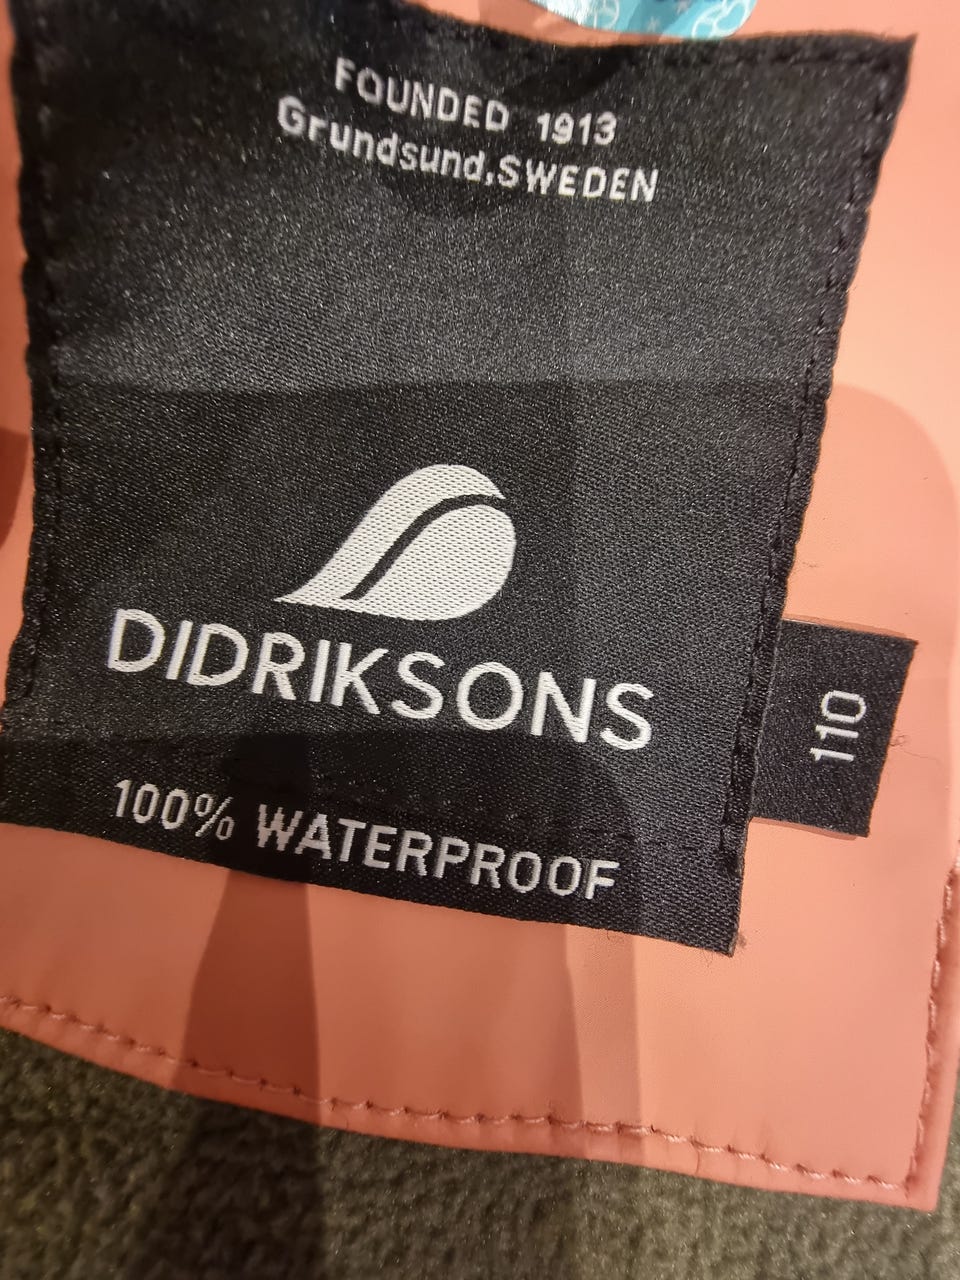 FOUNDED 1913
Grundsund, SWEDEN
DIDRIKSONS
110
100% WATERPROOF